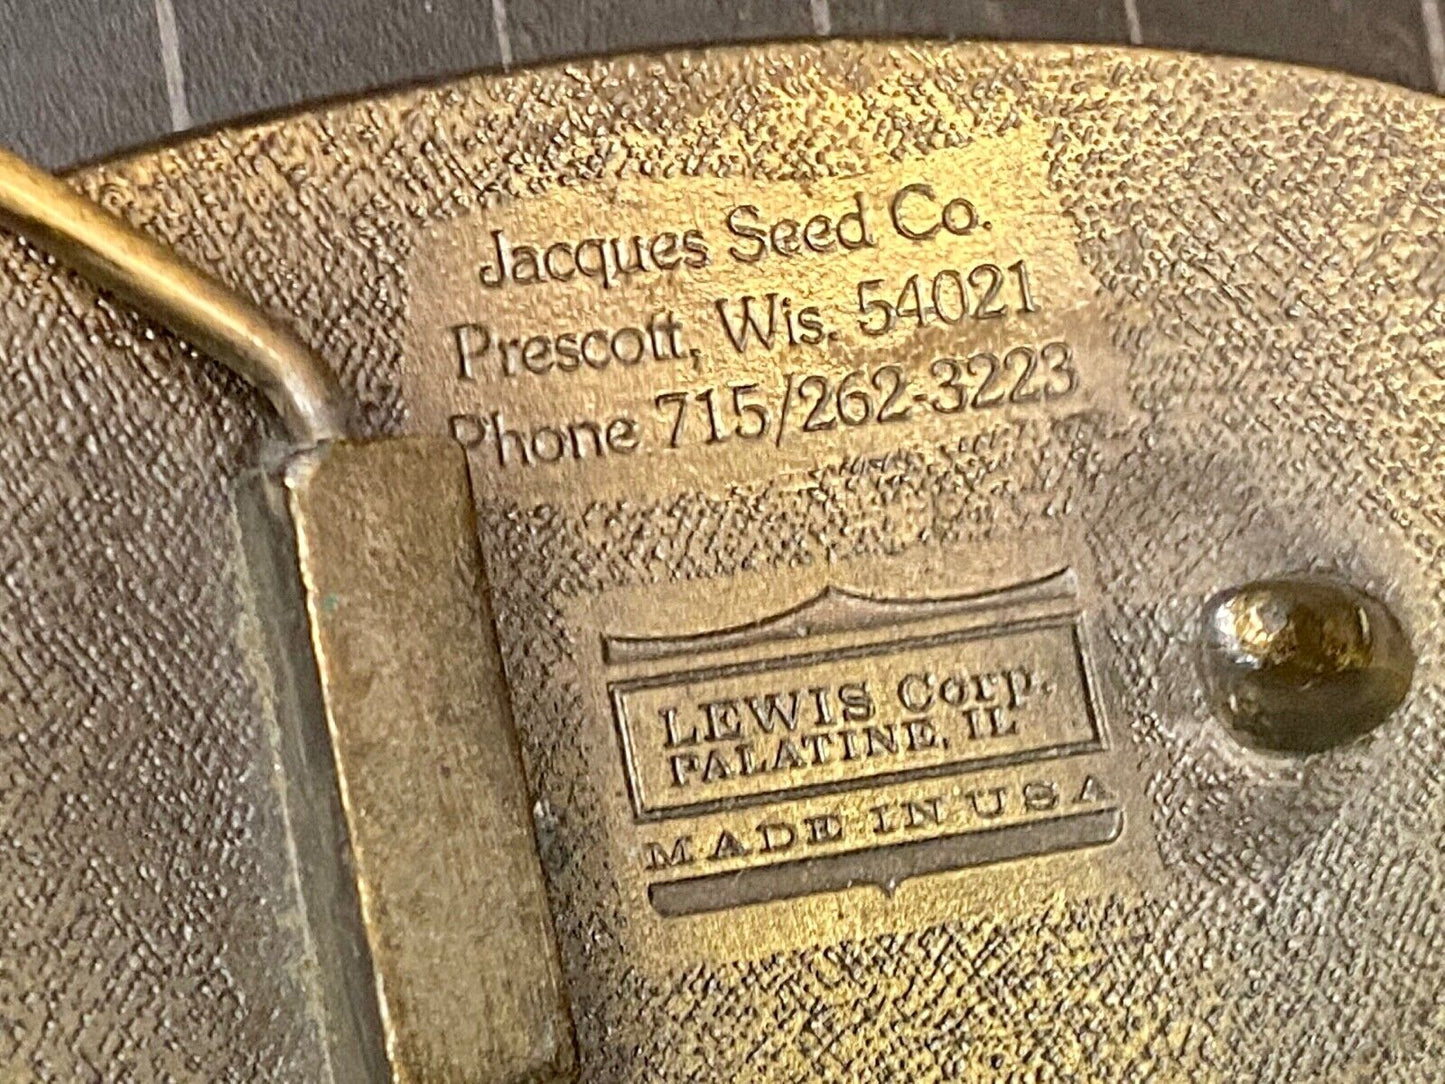 Jacques Seed Co.
Prescott, Wis. 54021
Phone 715/262-3223
LEWIS Corp.
PALATINE, IL
MADE IN USA